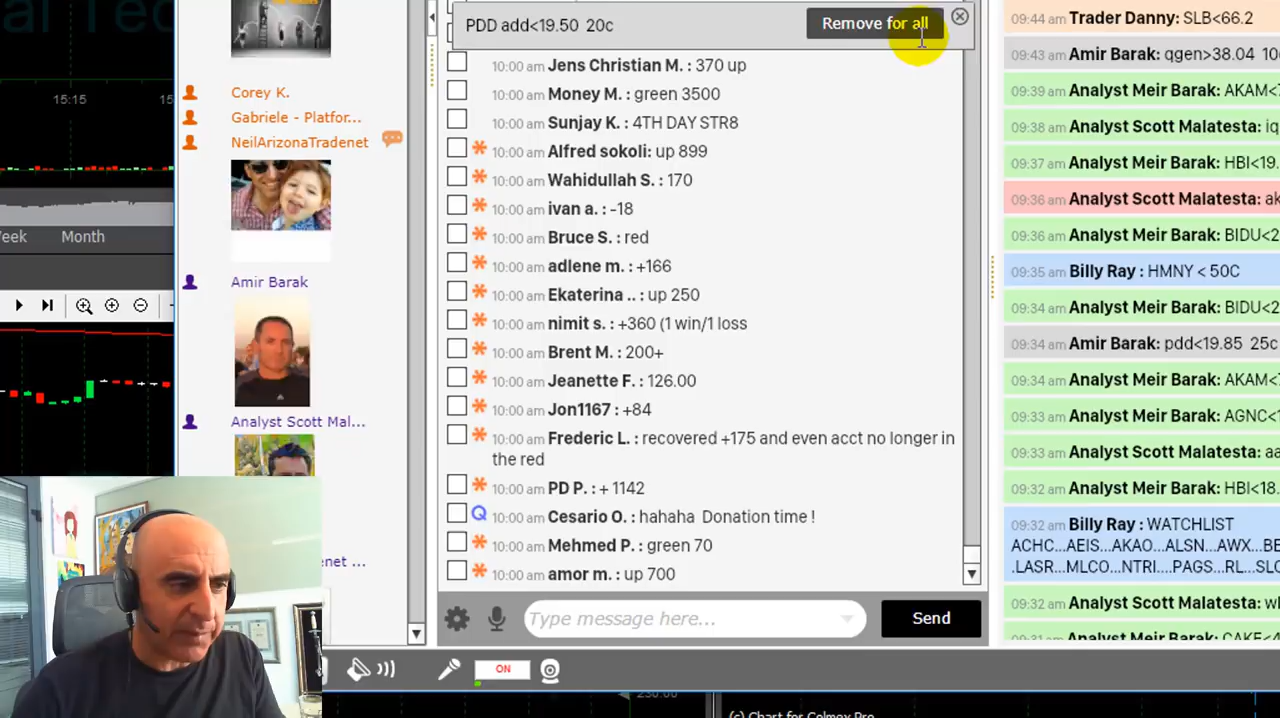 15:15
Week
Month
Corey K.
Gabriele - Platfor...
NeilArizonaTradenet
Amir Barak
Analyst Scott Mal...
enet ...
PDD add<19.50 20c
Remove for all
10:00 am Jens Christian M. : 370 up
10:00 am Money M. : green 3500
10:00 am Sunjay K. : 4TH DAY STR8
10:00 am Alfred sokoli: up 899
10:00 am Wahidullah S. : 170
10:00 am ivan a. : -18
10:00 am Bruce S. : red
10:00 am adlene m. : +166
10:00 am Ekaterina .. : up 250
10:00 am nimit s. : +360 (1 win/1 loss
10:00 am Brent M. : 200+
10:00 am Jeanette F. : 126.00
10:00 am Jon1167 : +84
10:00 am Frederic L. : recovered +175 and even acct no longer in
the red
10:00 am PD P. : + 1142
10:00 am Cesario O. : hahaha Donation time !
10:00 am Mehmed P. : green 70
10:00 am amor m. : up 700
Type message here...
Send
ON
09:44 am Trader Danny: SLB<66.2
09:43 am Amir Barak: qgen>38.04 10
09:39 am Analyst Meir Barak: AKAM<7
09:38 am Analyst Scott Malatesta: iq
09:37 am Analyst Meir Barak: HBI<19.
09:36 am Analyst Scott Malatesta: ak
09:36 am Analyst Meir Barak: BIDU<2
09:35 am Billy Ray : HMNY < 50C
09:34 am Analyst Meir Barak: BIDU<2
09:34 am Amir Barak: pdd<19.85 25c
09:34 am Analyst Meir Barak: AKAM<
09:33 am Analyst Meir Barak: AGNC<
09:33 am Analyst Scott Malatesta: aa
09:32 am Analyst Meir Barak: HBI<18.
09:32 am Billy Ray : WATCHLIST
ACHC...AEIS...AKAO...ALSN...AWX...BE
.LASR...MLCO...NTRI....PAGS...RL...SLC
09:32 am Analyst Scott Malatesta: w
09:31 am Analyst Meir Barak: CAKE<4
230.00
(c) Chart for Colmex Pro